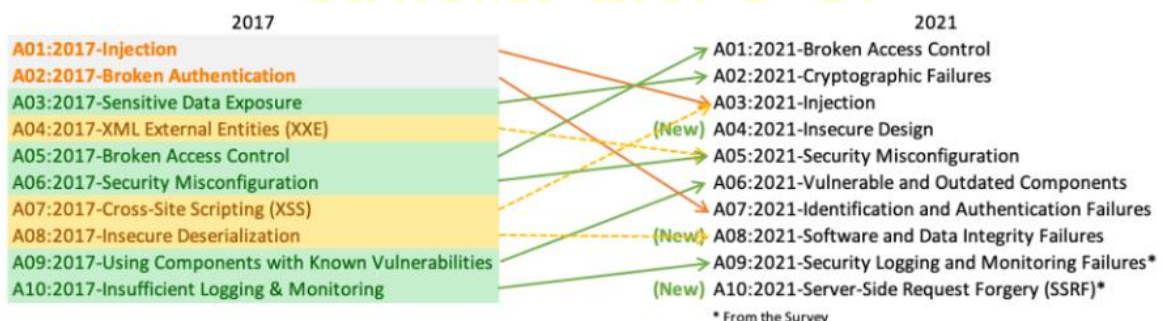 2017
A01:2017-Injection
A02:2017-Broken Authentication
A03:2017-Sensitive Data Exposure
A04:2017-XML External Entities (XXE)
A05:2017-Broken Access Control
A06:2017-Security Misconfiguration
A07:2017-Cross-Site Scripting (XSS)
A08:2017-Insecure Deserialization
A09:2017-Using Components with Known Vulnerabilities
A10:2017-Insufficient Logging & Monitoring
2021
A01:2021-Broken Access Control
A02:2021-Cryptographic Failures
A03:2021-Injection
(New) A04:2021-Insecure Design
A05:2021-Security Misconfiguration
A06:2021-Vulnerable and Outdated Components
A07:2021-Identification and Authentication Failures
(New) A08:2021-Software and Data Integrity Failures
A09:2021-Security Logging and Monitoring Failures*
(New) A10:2021-Server-Side Request Forgery (SSRF)*
* From the Survey